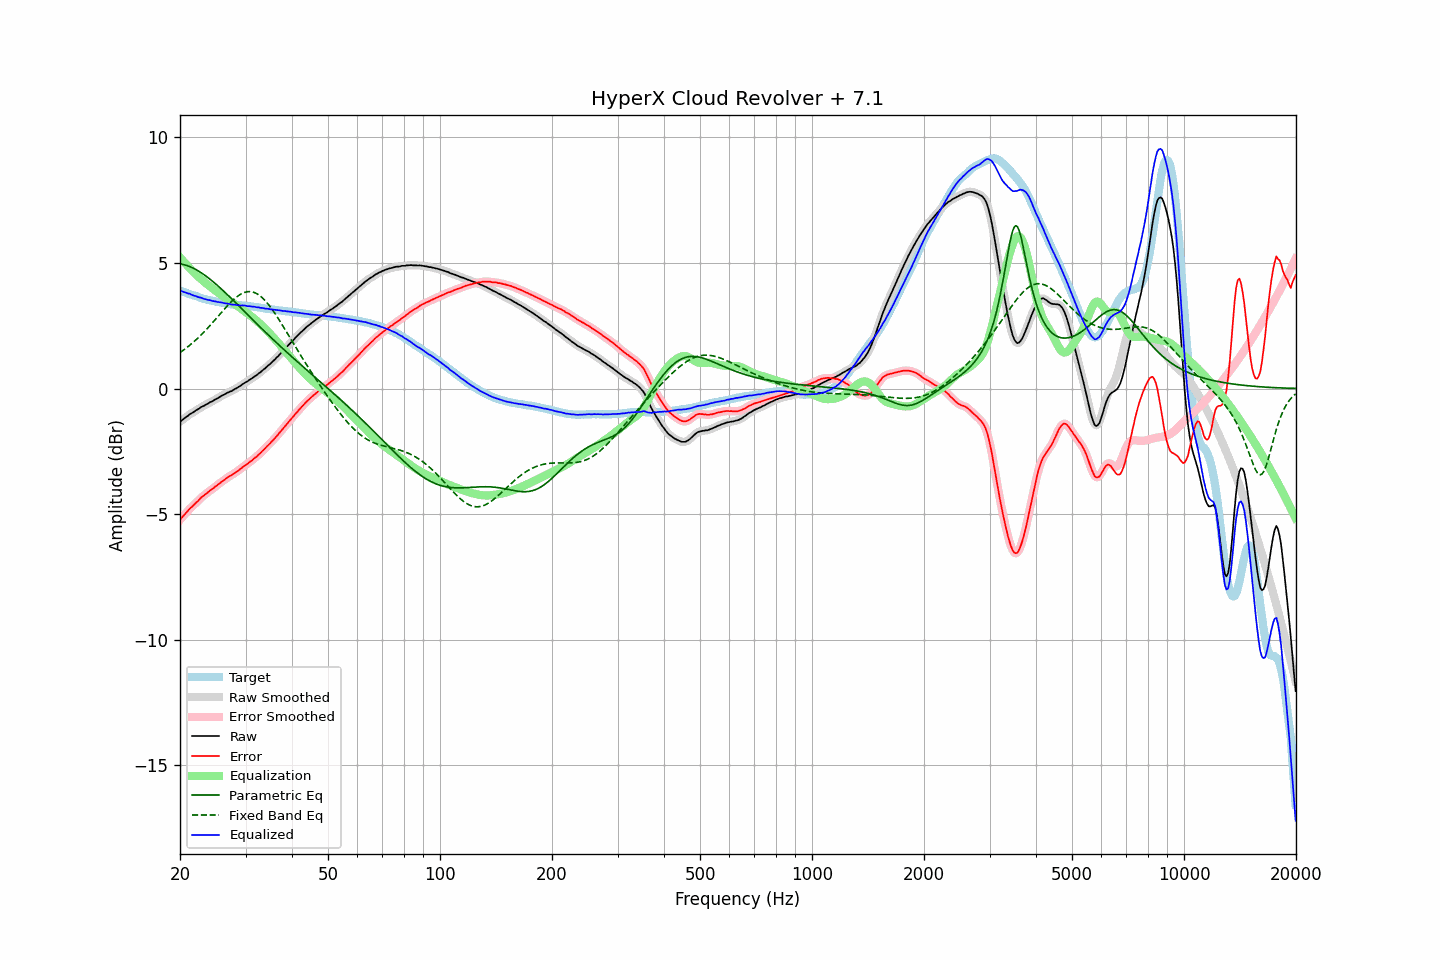 HyperX Cloud Revolver + 7.1
Amplitude (dBr)
10
5
0
−5
−10
−15
Target
Raw Smoothed
Error Smoothed
Raw
Error
Equalization
Parametric Eq
Fixed Band Eq
Equalized
20 50 100 200 500 1000 2000 5000 10000 20000
Frequency (Hz)